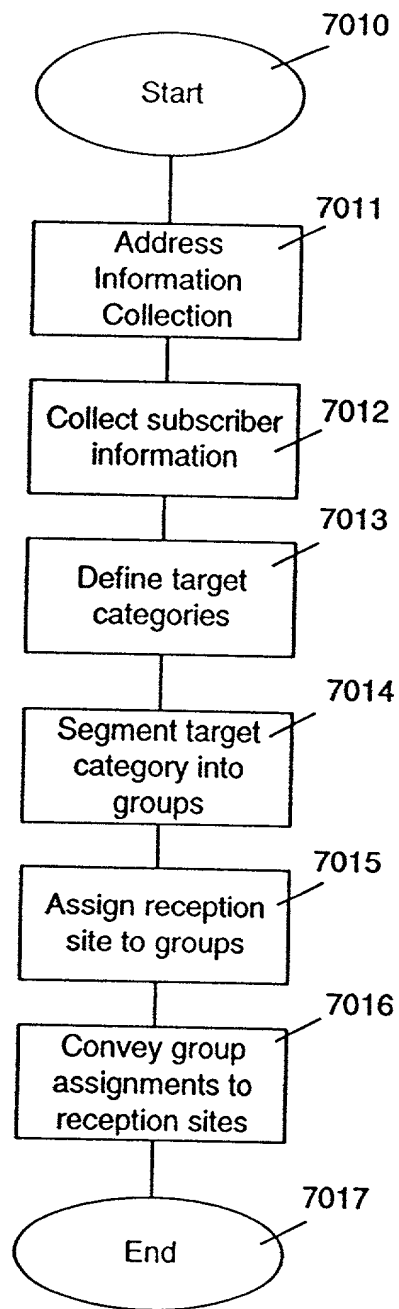 7010
Start
7011
Address
Information
Collection
7012
Collect subscriber
information
7013
Define target
categories
7014
Segment target
category into
groups
7015
Assign reception
site to groups
7016
Convey group
assignments to
reception sites
7017
End